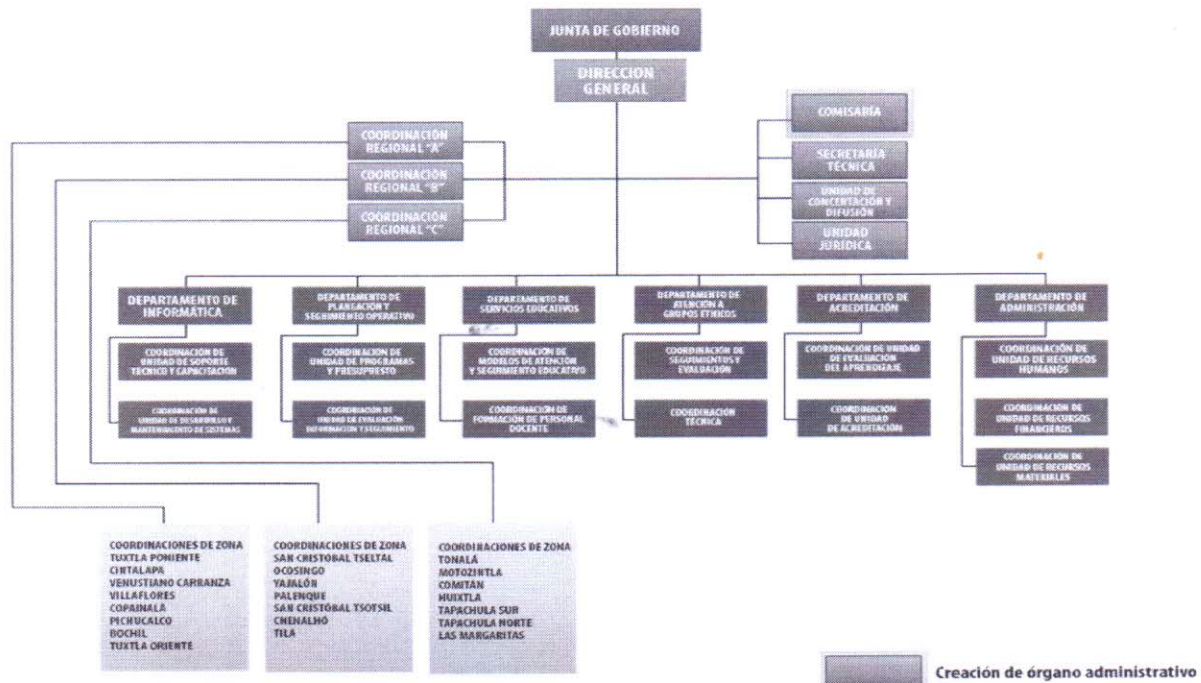 JUNTA DE GOBIERNO
DIRECCION
GENERAL
COMISARÍA
SECRETARÍA
TÉCNICA
UNIDAD DE
CONCERTACIÓN Y
DIFUSIÓN
UNIDAD
JURÍDICA
COORDINACIÓN
REGIONAL "A"
COORDINACIÓN
REGIONAL "B"
COORDINACIÓN
REGIONAL "C"
DEPARTAMENTO DE
INFORMÁTICA
COORDINACIÓN DE
UNIDAD DE SOPORTE
TÉCNICO Y CAPACITACIÓN
COORDINACIÓN DE
UNIDAD DE DESARROLLO Y
MANTENIMIENTO DE SISTEMAS
DEPARTAMENTO DE
PLANEACIÓN Y
SEGUIMIENTO OPERATIVO
COORDINACIÓN DE
UNIDAD DE PROGRAMAS
Y PRESUPRESTO
COORDINACIÓN DE
UNIDAD DE EVALUACIÓN
INFORMACIÓN Y SEGUIMIENTO
DEPARTAMENTO DE
SERVICIOS EDUCATIVOS
COORDINACIÓN DE
MODELOS DE ATENCIÓN
Y SEGUIMIENTO EDUCATIVO
COORDINACIÓN DE
FORMACIÓN DE PERSONAL
DOCENTE
DEPARTAMENTO DE
ATENCIÓN A
GRUPOS ETNICOS
COORDINACIÓN DE
SEGUIMIENTOS Y
EVALUACIÓN
COORDINACIÓN
TÉCNICA
DEPARTAMENTO DE
ACREDITACIÓN
COORDINACIÓN DE UNIDAD
DE EVALUACIÓN
DEL APRENDIZAJE
COORDINACIÓN
DE UNIDAD
DE ACREDITACIÓN
DEPARTAMENTO DE
ADMINISTRACIÓN
COORDINACIÓN DE
UNIDAD DE RECURSOS
HUMANOS
COORDINACIÓN DE
UNIDAD DE RECURSOS
FINANCIEROS
COORDINACIÓN DE
UNIDAD DE RECURSOS
MATERIALES
COORDINACIONES DE ZONA
TUXTLA PONIENTE
CINTALAPA
VENUSTIANO CARRANZA
VILLAFLORES
COPAINALA
PICHUCALCO
BOCHIL
TUXTLA ORIENTE
COORDINACIONES DE ZONA
SAN CRISTOBAL TSELTAL
OCOSINGO
YAJALÓN
PALENQUE
SAN CRISTÓBAL TSOTSIL
CHENALHÓ
TILA
COORDINACIONES DE ZONA
TONALÁ
MOTOZINTLA
COMITÁN
HUIXTLA
TAPACHULA SUR
TAPACHULA NORTE
LAS MARGARITAS
Creación de órgano administrativo